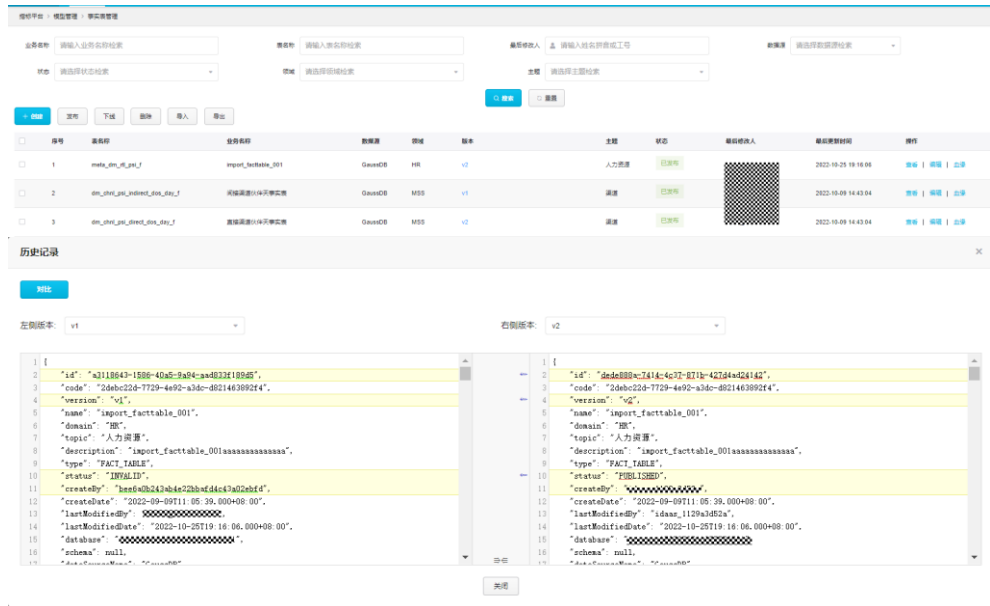 指标平台 > 模型管理 > 事实表管理
业务名称 请输入业务名称检索 表名称 请输入表名称检索 最后修改人 请输入姓名拼音或工号 数据源 请选择数据源检索
状态 请选择状态检索 领域 请选择领域检索 主题 请选择主题检索
搜索 重置
+ 创建 发布 下线 删除 导入 导出
序号 表名称 业务名称 数据源 领域 版本 主题 状态 最后修改人 最后更新时间 操作
1 meta_dm_rt_psi_f import_facttable_001 GaussDB HR v2 人力资源 已发布 2022-10-25 19:16:06 查看 | 编辑 | 血缘
2 dm_chnl_psi_indirect_dos_day_f 间接渠道伙伴天事实表 GaussDB MSS v1 渠道 已发布 2022-10-09 14:43:04 查看 | 编辑 | 血缘
3 dm_chnl_psi_direct_dos_day_f 直接渠道伙伴天事实表 GaussDB MSS v2 渠道 已发布 2022-10-09 14:43:04 查看 | 编辑 | 血缘
历史记录 ×
对比
左侧版本: v1 右侧版本: v2
1 {
2 "id": "a3118643-1586-40a5-9a94-aad833f189d5",
3 "code": "2debc22d-7729-4e92-a3dc-d821463892f4",
4 "version": "v1",
5 "name": "import_facttable_001",
6 "domain": "HR",
7 "topic": "人力资源",
8 "description": "import_facttable_001aaaaaaaaaaaaaa",
9 "type": "FACT_TABLE",
10 "status": "INVALID",
11 "createBy": "bee6a0b243ab4e22bbafd4c43a02ebfd",
12 "createDate": "2022-09-09T11:05:39.000+08:00",
13 "lastModifiedBy": "
14 "lastModifiedDate": "2022-10-25T19:16:06.000+08:00",
15 "database": "
16 "schema": null,
17 "dataSourceName": "GaussDB",
1 {
2 "id": "dede888a-7414-4c37-871b-427d4ad24142",
3 "code": "2debc22d-7729-4e92-a3dc-d821463892f4",
4 "version": "v2",
5 "name": "import_facttable_001",
6 "domain": "HR",
7 "topic": "人力资源",
8 "description": "import_facttable_001aaaaaaaaaaaaaa",
9 "type": "FACT_TABLE",
10 "status": "PUBLISHED",
11 "createBy": "
12 "createDate": "2022-09-09T11:05:39.000+08:00",
13 "lastModifiedBy": "idaas_1129a3d52a",
14 "lastModifiedDate": "2022-10-25T19:16:06.000+08:00",
15 "database": "
16 "schema": null,
17 "dataSourceName": "GaussDB",
关闭